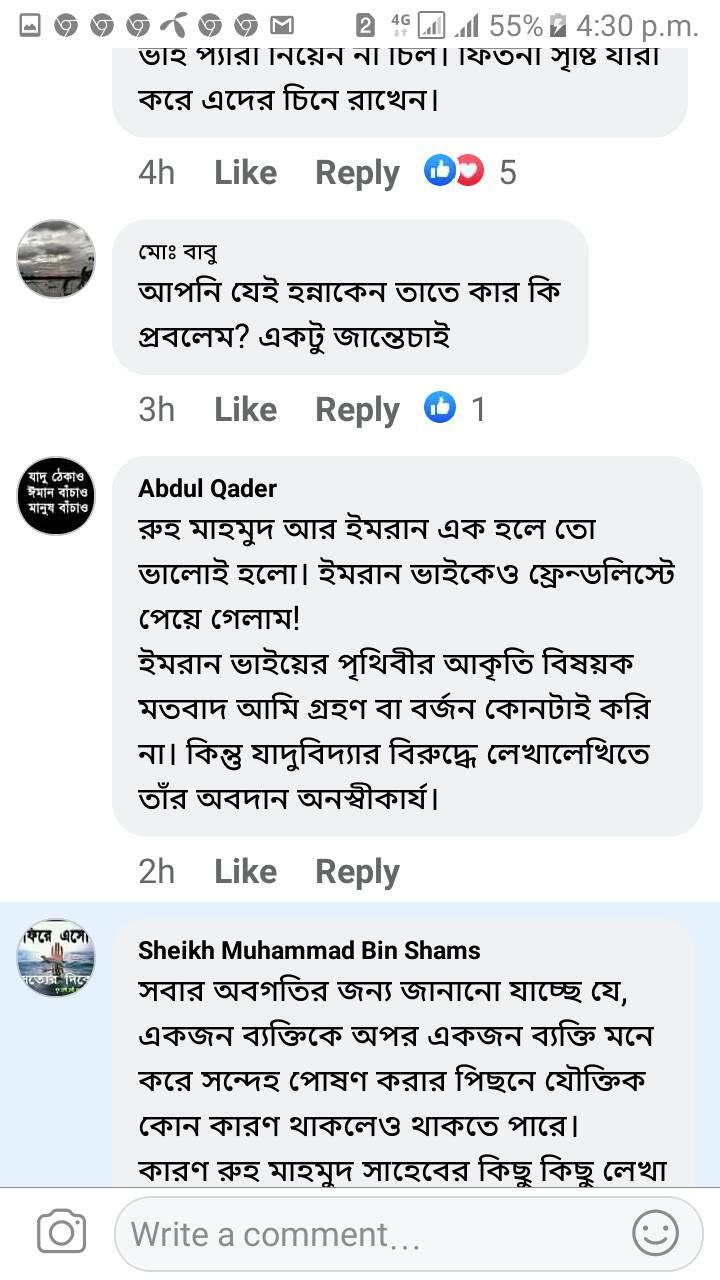 2 4G 55% 4:30 p.m.
ভাই প্যারা নিয়েন না চিল। ফিতনা সৃষ্টি যারা
করে এদের চিনে রাখেন।
4h Like Reply 5
মোঃ বাবু
আপনি যেই হন্নাকেন তাতে কার কি
প্রবলেম? একটু জান্তেচাই
3h Like Reply 1
যাদু ঠেকাও
ঈমান বাঁচাও
মানুষ বাঁচাও
Abdul Qader
রুহ মাহমুদ আর ইমরান এক হলে তো
ভালোই হলো। ইমরান ভাইকেও ফ্রেন্ডলিস্টে
পেয়ে গেলাম!
ইমরান ভাইয়ের পৃথিবীর আকৃতি বিষয়ক
মতবাদ আমি গ্রহণ বা বর্জন কোনটাই করি
না। কিন্তু যাদুবিদ্যার বিরুদ্ধে লেখালেখিতে
তাঁর অবদান অনস্বীকার্য।
2h Like Reply
ফিরে এসো
সত্যের দিকে
Sheikh Muhammad Bin Shams
সবার অবগতির জন্য জানানো যাচ্ছে যে,
একজন ব্যক্তিকে অপর একজন ব্যক্তি মনে
করে সন্দেহ পোষণ করার পিছনে যৌক্তিক
কোন কারণ থাকলেও থাকতে পারে।
কারণ রুহ মাহমুদ সাহেবের কিছু কিছু লেখা
Write a comment...